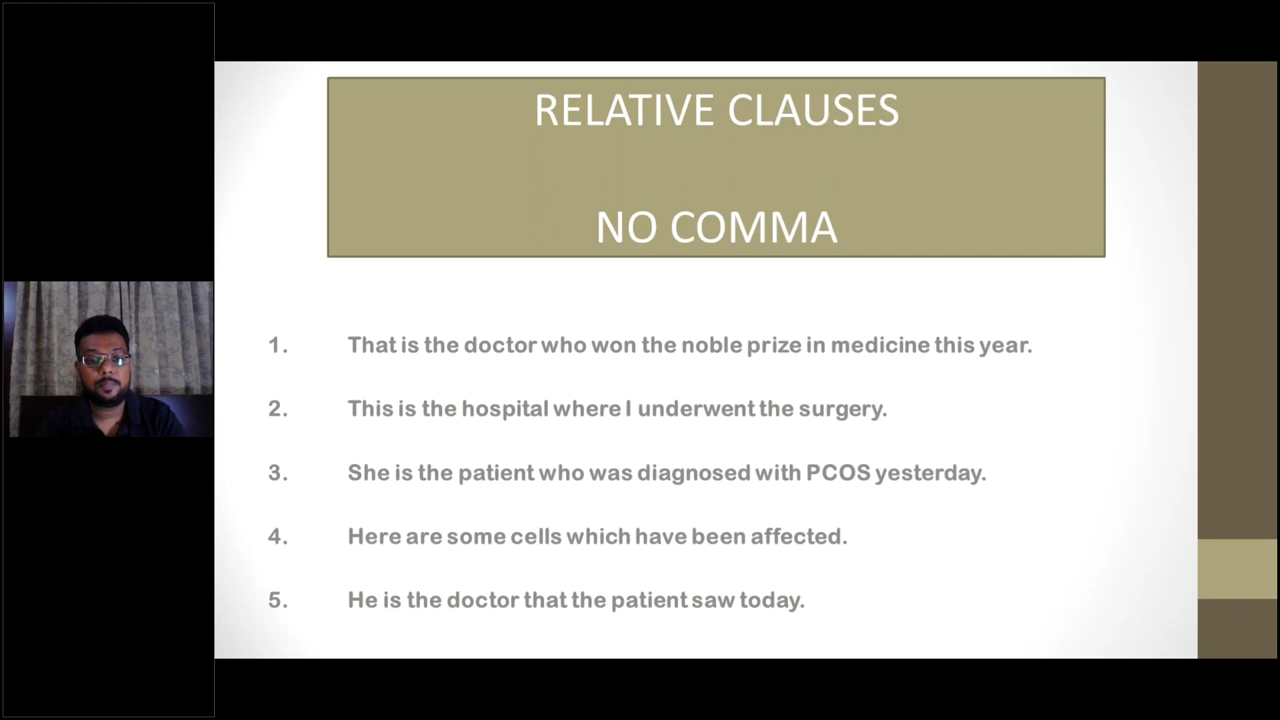 RELATIVE CLAUSES
NO COMMA
1. That is the doctor who won the noble prize in medicine this year.
2. This is the hospital where I underwent the surgery.
3. She is the patient who was diagnosed with PCOS yesterday.
4. Here are some cells which have been affected.
5. He is the doctor that the patient saw today.